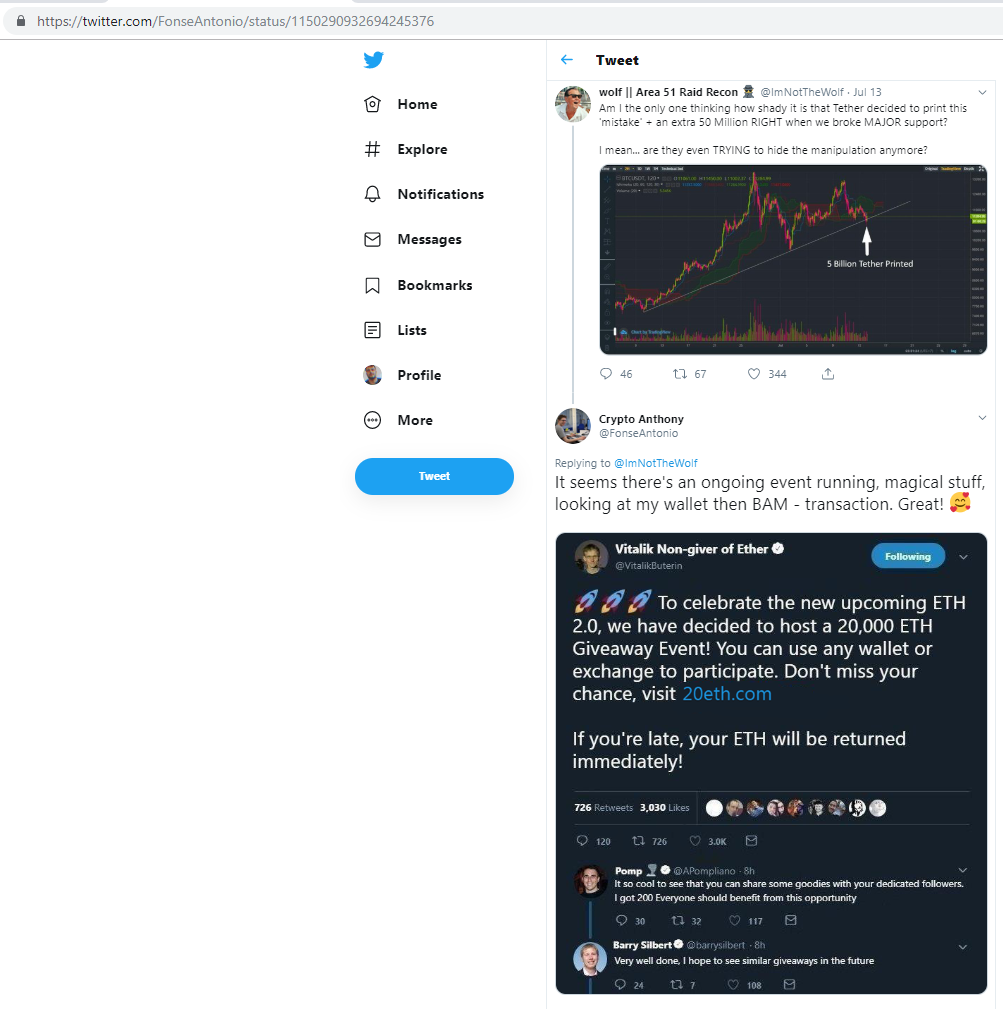 https://twitter.com/FonseAntonio/status/1150290932694245376
Home
Explore
Notifications
Messages
Bookmarks
Lists
Profile
More
Tweet
Tweet
wolf || Area 51 Raid Recon @ImNotTheWolf · Jul 13
Am I the only one thinking how shady it is that Tether decided to print this
'mistake' + an extra 50 Million RIGHT when we broke MAJOR support?
I mean... are they even TRYING to hide the manipulation anymore?
5 Billion Tether Printed
46 67 344
Crypto Anthony
@FonseAntonio
Replying to @ImNotTheWolf
It seems there's an ongoing event running, magical stuff,
looking at my wallet then BAM - transaction. Great! 🥰
Vitalik Non-giver of Ether
@VitalikButerin
Following
🚀🚀🚀 To celebrate the new upcoming ETH
2.0, we have decided to host a 20,000 ETH
Giveaway Event! You can use any wallet or
exchange to participate. Don't miss your
chance, visit 20eth.com
If you're late, your ETH will be returned
immediately!
726 Retweets 3,030 Likes
120 726 3.0K
Pomp 🌪 @APompliano · 8h
It so cool to see that you can share some goodies with your dedicated followers.
I got 200 Everyone should benefit from this opportunity
30 32 117
Barry Silbert @barrysilbert · 8h
Very well done, I hope to see similar giveaways in the future
24 7 108